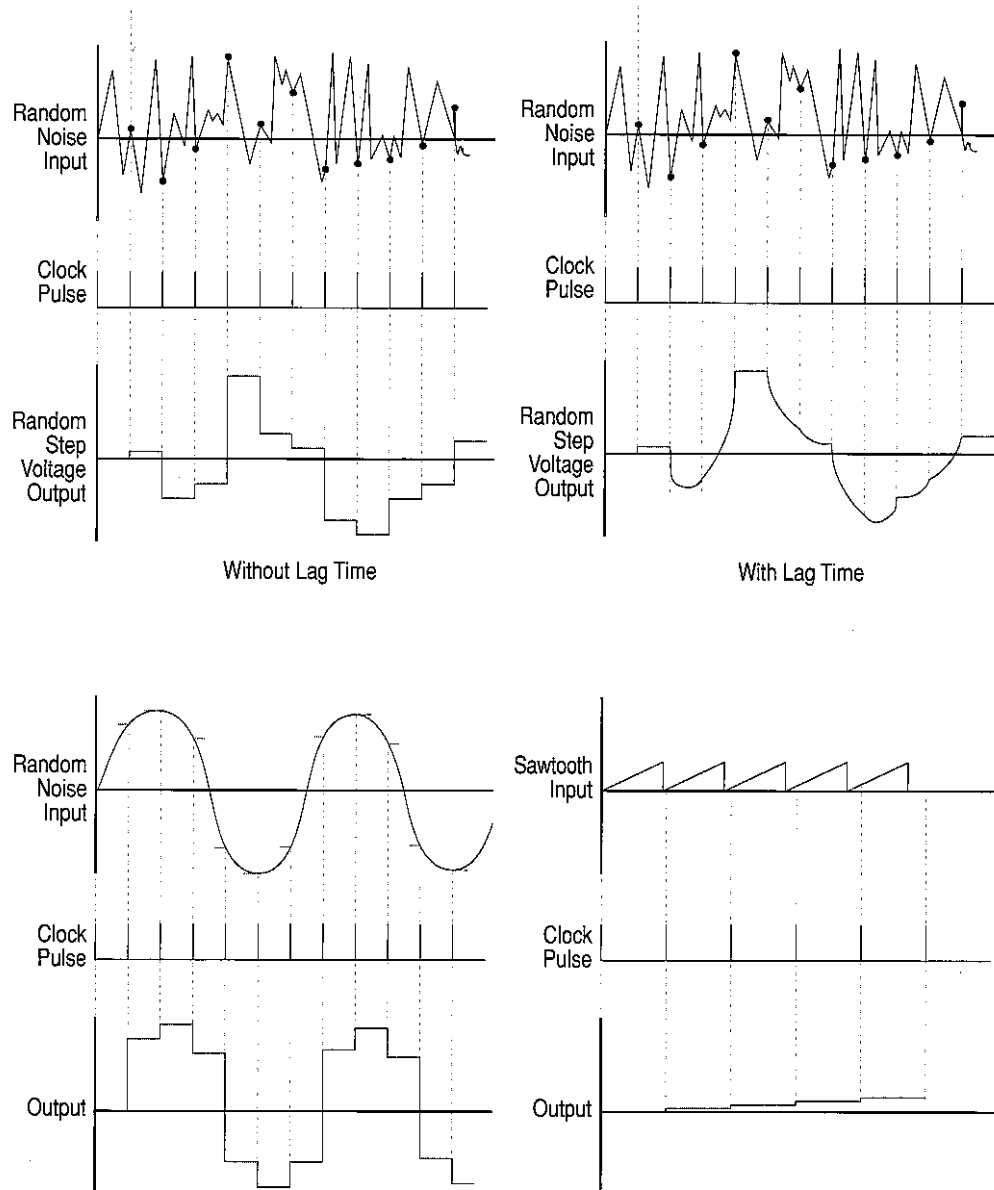 Random
Noise
Input
Clock
Pulse
Random
Step
Voltage
Output
Without Lag Time
Random
Noise
Input
Clock
Pulse
Random
Step
Voltage
Output
With Lag Time
Random
Noise
Input
Clock
Pulse
Output
Sawtooth
Input
Clock
Pulse
Output